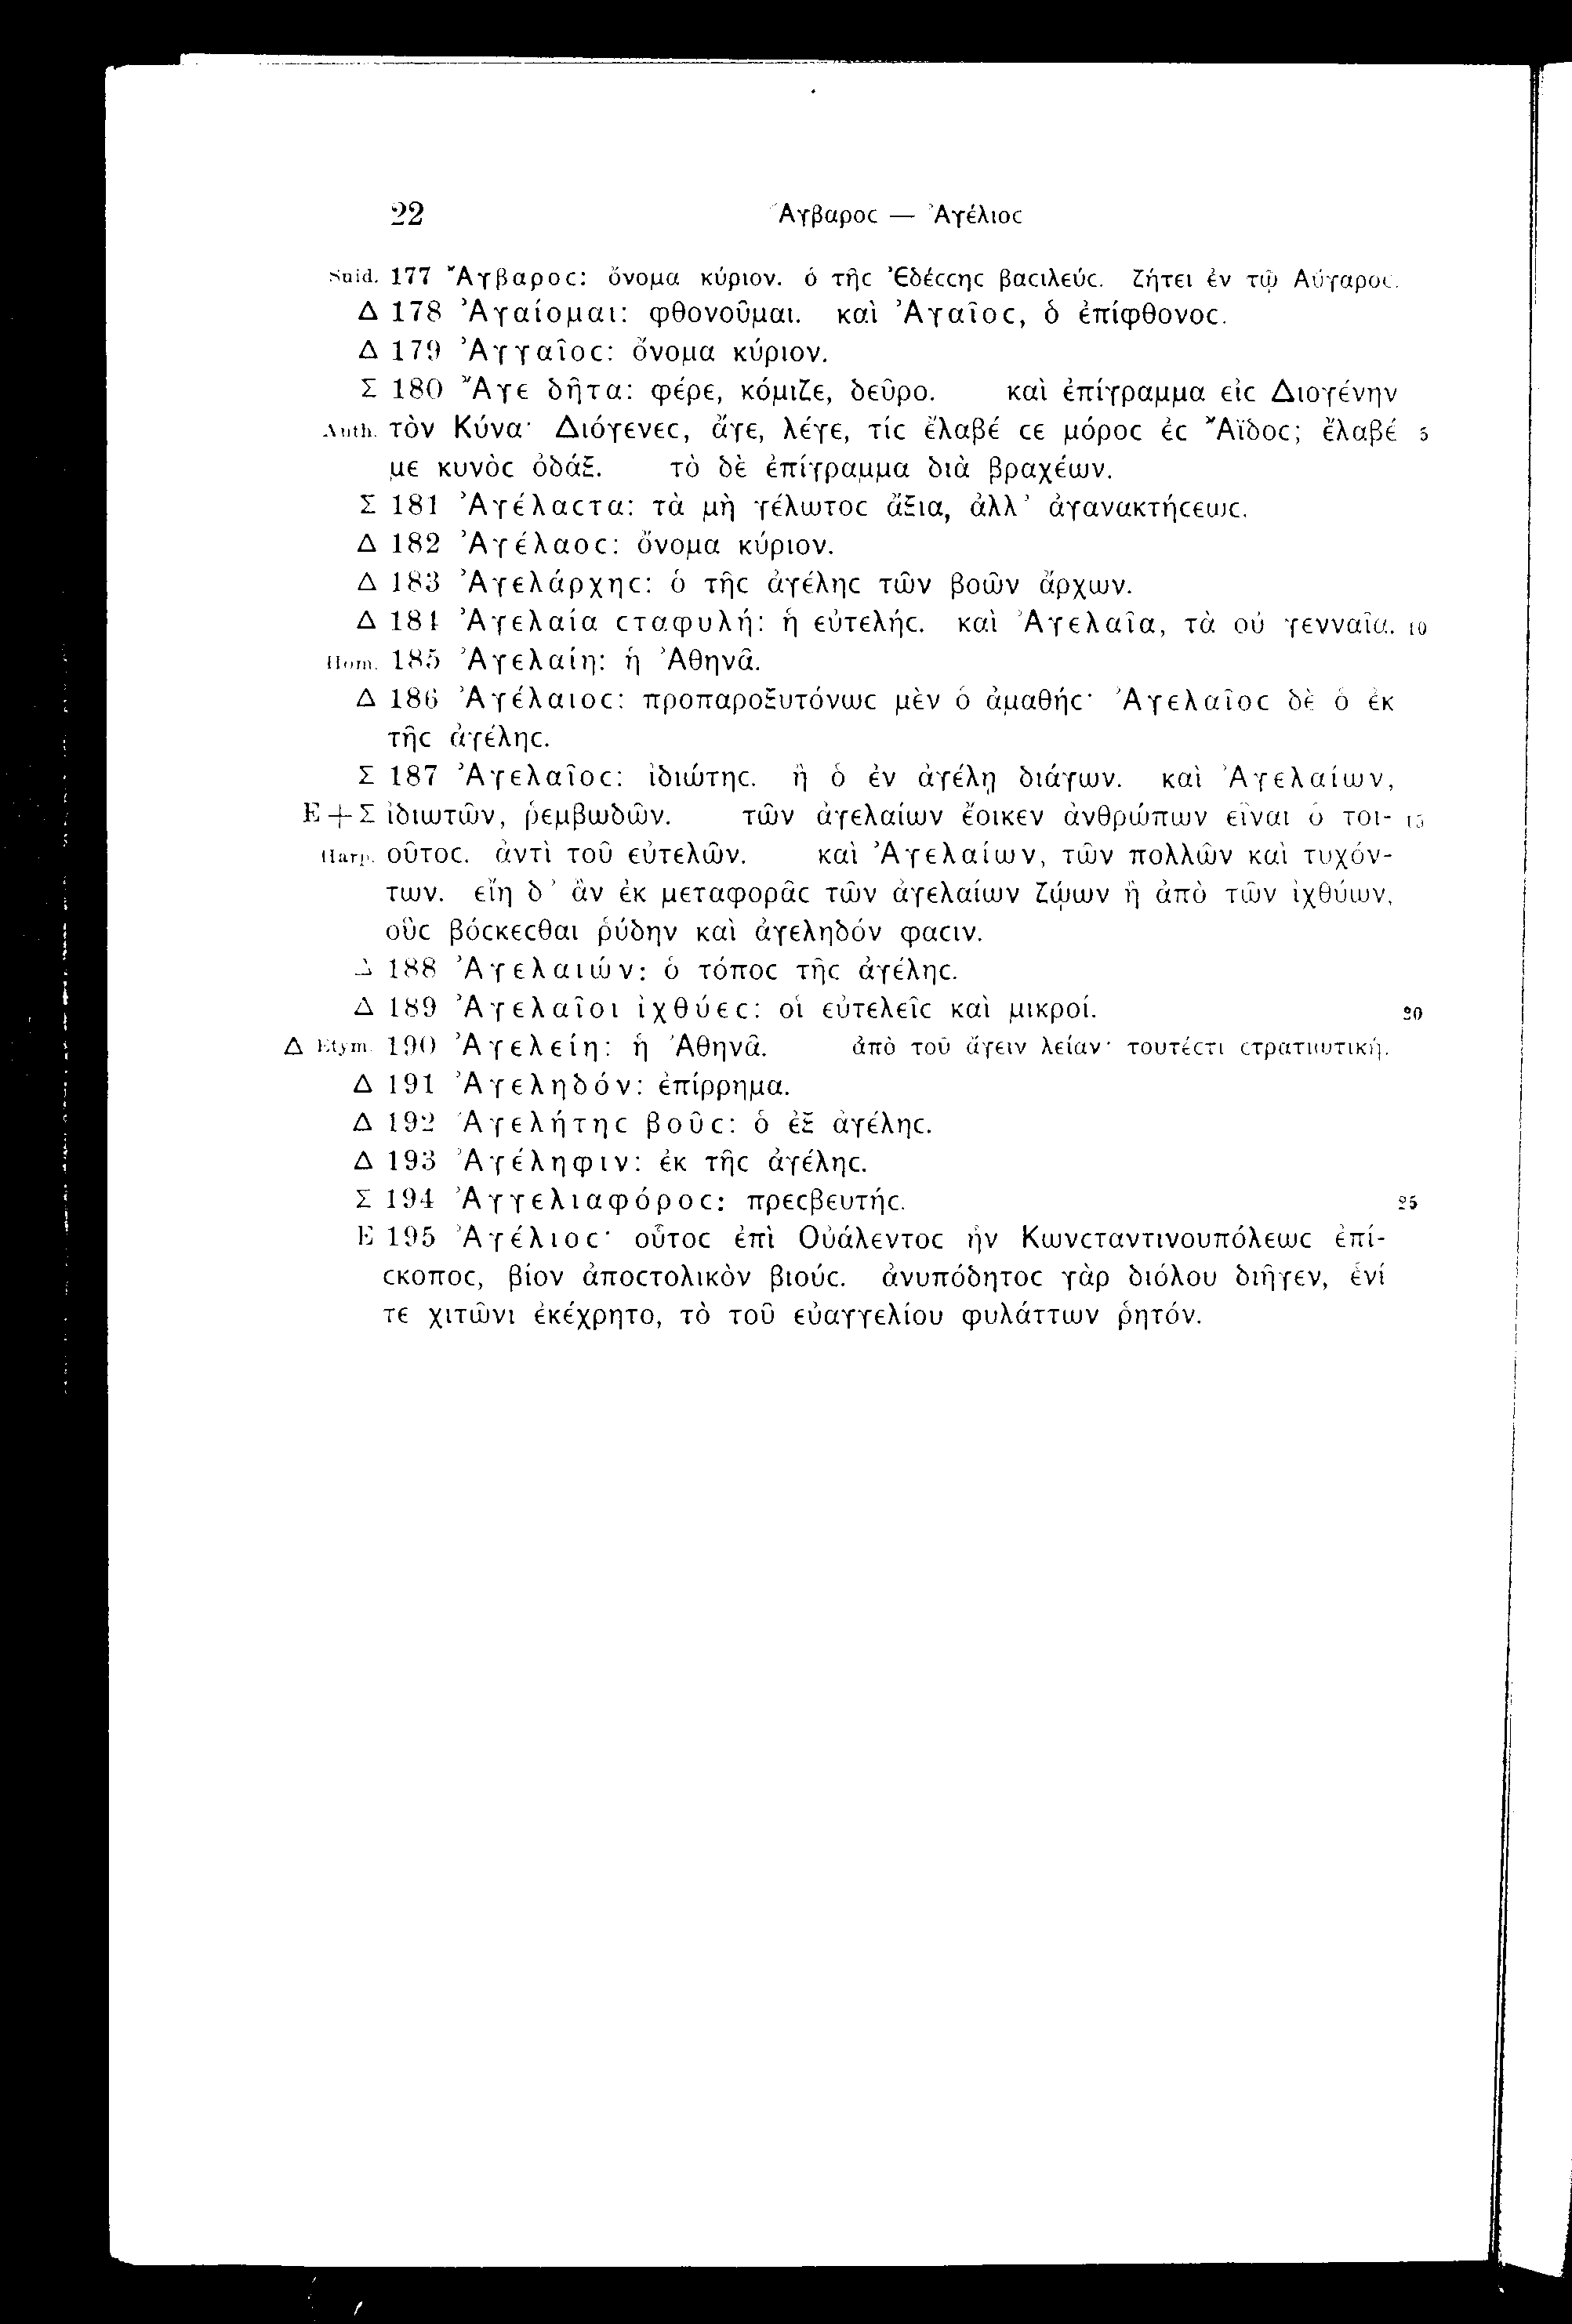 22 Ἄγβαροϲ — Ἀγέλιοϲ
Suid. 177 Ἄγβαροϲ: ὄνομα κύριον. ὁ τῆϲ Ἐδέϲϲηϲ βαϲιλεύϲ. ζήτει ἐν τῷ Αὔγαροϲ.
Δ 178 Ἀγαίομαι: φθονοῦμαι. καὶ Ἀγαῖοϲ, ὁ ἐπίφθονοϲ.
Δ 179 Ἀγγαῖοϲ: ὄνομα κύριον.
Σ 180 Ἄγε δῆτα: φέρε, κόμιζε, δεῦρο. καὶ ἐπίγραμμα εἰϲ Διογένην
Anth. τὸν Κύνα· Διόγενεϲ, ἄγε, λέγε, τίϲ ἔλαβέ ϲε μόροϲ ἐϲ Ἄϊδοϲ; ἔλαβέ 5
με κυνὸϲ ὀδάξ. τὸ δὲ ἐπίγραμμα διὰ βραχέων.
Σ 181 Ἀγέλαϲτα: τὰ μὴ γέλωτοϲ ἄξια, ἀλλ’ ἀγανακτήϲεωϲ.
Δ 182 Ἀγέλαοϲ: ὄνομα κύριον.
Δ 183 Ἀγελάρχηϲ: ὁ τῆϲ ἀγέληϲ τῶν βοῶν ἄρχων.
Δ 184 Ἀγελαία ϲταφυλή: ἡ εὐτελήϲ. καὶ Ἀγελαῖα, τὰ οὐ γενναῖα. 10
Hom. 185 Ἀγελαίη: ἡ Ἀθηνᾶ.
Δ 186 Ἀγέλαιοϲ: προπαροξυτόνωϲ μὲν ὁ ἀμαθήϲ· Ἀγελαῖοϲ δὲ ὁ ἐκ
τῆϲ ἀγέληϲ.
Σ 187 Ἀγελαῖοϲ: ἰδιώτηϲ. ἢ ὁ ἐν ἀγέλῃ διάγων. καὶ Ἀγελαίων,
E + Σ ἰδιωτῶν, ῥεμβωδῶν. τῶν ἀγελαίων ἔοικεν ἀνθρώπων εἶναι ὁ τοι- 15
Harp. οῦτοϲ. ἀντὶ τοῦ εὐτελῶν. καὶ Ἀγελαίων, τῶν πολλῶν καὶ τυχόν-
των. εἴη δ’ ἂν ἐκ μεταφορᾶϲ τῶν ἀγελαίων ζῴων ἢ ἀπὸ τῶν ἰχθύων,
οὓϲ βόϲκεϲθαι ῥύδην καὶ ἀγεληδόν φαϲιν.
Δ 188 Ἀγελαιών: ὁ τόποϲ τῆϲ ἀγέληϲ.
Δ 189 Ἀγελαῖοι ἰχθύεϲ: οἱ εὐτελεῖϲ καὶ μικροί. 20
Δ Etym. 190 Ἀγελείη: ἡ Ἀθηνᾶ. ἀπὸ τοῦ ἄγειν λείαν· τουτέϲτι ϲτρατιωτική.
Δ 191 Ἀγεληδόν: ἐπίρρημα.
Δ 192 Ἀγελήτηϲ βοῦϲ: ὁ ἐξ ἀγέληϲ.
Δ 193 Ἀγέληφιν: ἐκ τῆϲ ἀγέληϲ.
Σ 194 Ἀγγελιαφόροϲ: πρεϲβευτήϲ. 25
E 195 Ἀγέλιοϲ· οὗτοϲ ἐπὶ Οὐάλεντοϲ ἦν Κωνϲταντινουπόλεωϲ ἐπί-
ϲκοποϲ, βίον ἀποϲτολικὸν βιούϲ. ἀνυπόδητοϲ γὰρ διόλου διῆγεν, ἑνί
τε χιτῶνι ἐκέχρητο, τὸ τοῦ εὐαγγελίου φυλάττων ῥητόν.